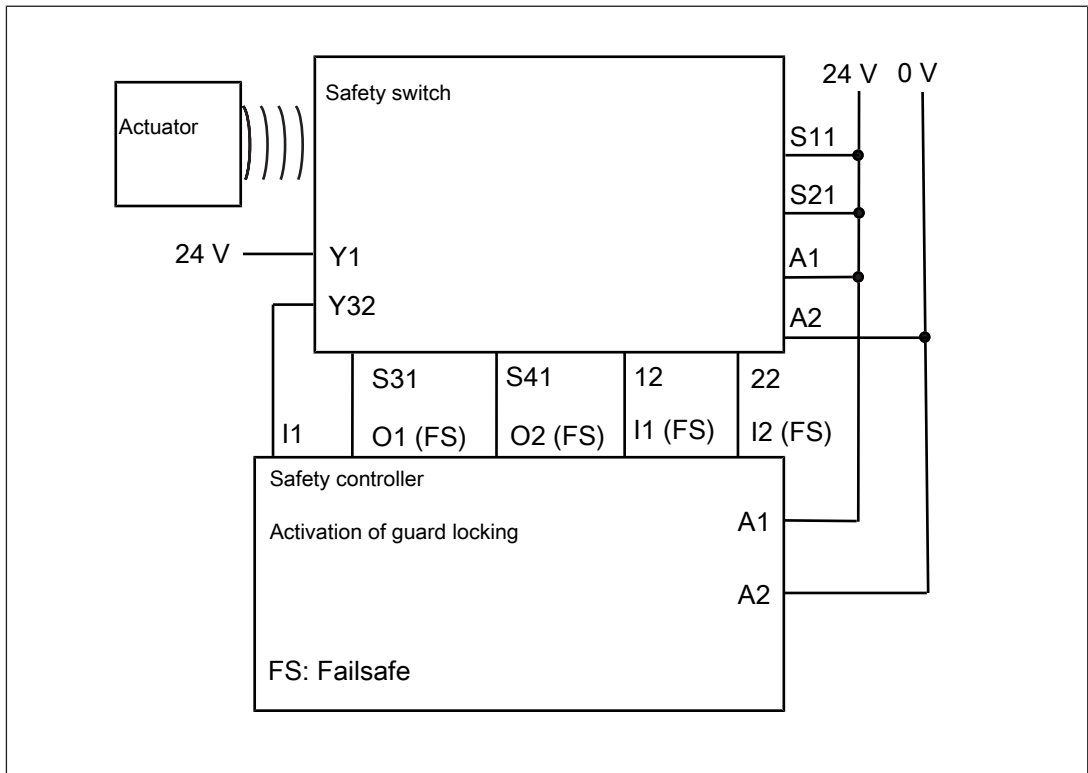 24 V
0 V
Safety switch
Actuator
S11
S21
24 V
Y1
A1
Y32
A2
S31
S41
12
22
I1
O1 (FS)
O2 (FS)
I1 (FS)
I2 (FS)
Safety controller
Activation of guard locking
A1
A2
FS: Failsafe